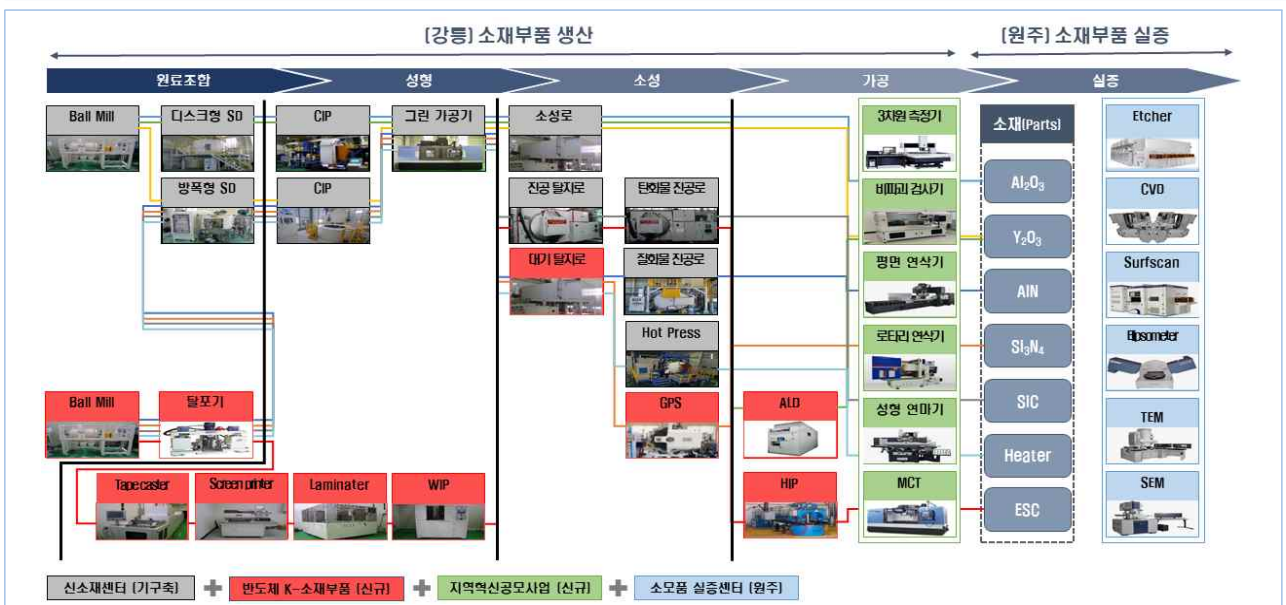 (강릉) 소재부품 생산
(원주) 소재부품 실증
원료조합
성형
소성
가공
실증
Ball Mill
디스크형 SD
CIP
그린 가공기
소성로
3차원 측정기
소재(Parts)
Etcher
방폭형 SD
CIP
진공 탈지로
탄화물 진공로
비파괴 검사기
Al₂O₃
CVD
Y₂O₃
대기 탈지로
질화물 진공로
평면 연삭기
AlN
Surfscan
Hot Press
로타리 연삭기
Si₃N₄
Elipsometer
Ball Mill
탈포기
GPS
ALD
성형 연마기
SIC
TEM
Heater
Tape caster
Screen printer
Laminater
WIP
HIP
MCT
ESC
SEM
신소재센터 (기구축)
+
반도체 K-소재부품 (신규)
+
지역혁신공모사업 (신규)
+
소모품 실증센터 (원주)